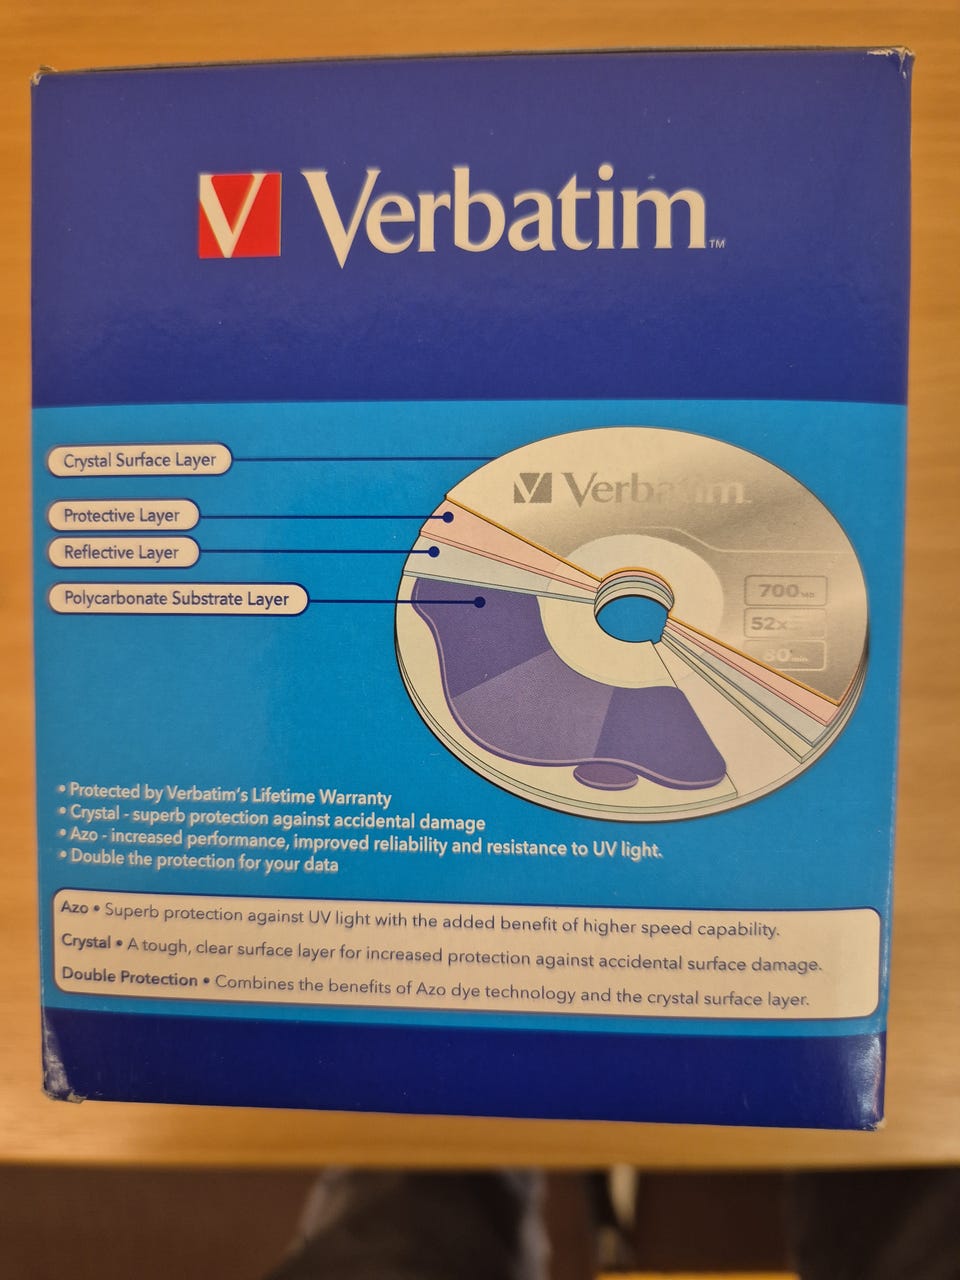 Verbatim™
Crystal Surface Layer
Protective Layer
Reflective Layer
Polycarbonate Substrate Layer
Verbatim
700MB
52x
80min
• Protected by Verbatim's Lifetime Warranty
• Crystal - superb protection against accidental damage
• Azo - increased performance, improved reliability and resistance to UV light.
• Double the protection for your data
Azo • Superb protection against UV light with the added benefit of higher speed capability.
Crystal • A tough, clear surface layer for increased protection against accidental surface damage.
Double Protection • Combines the benefits of Azo dye technology and the crystal surface layer.